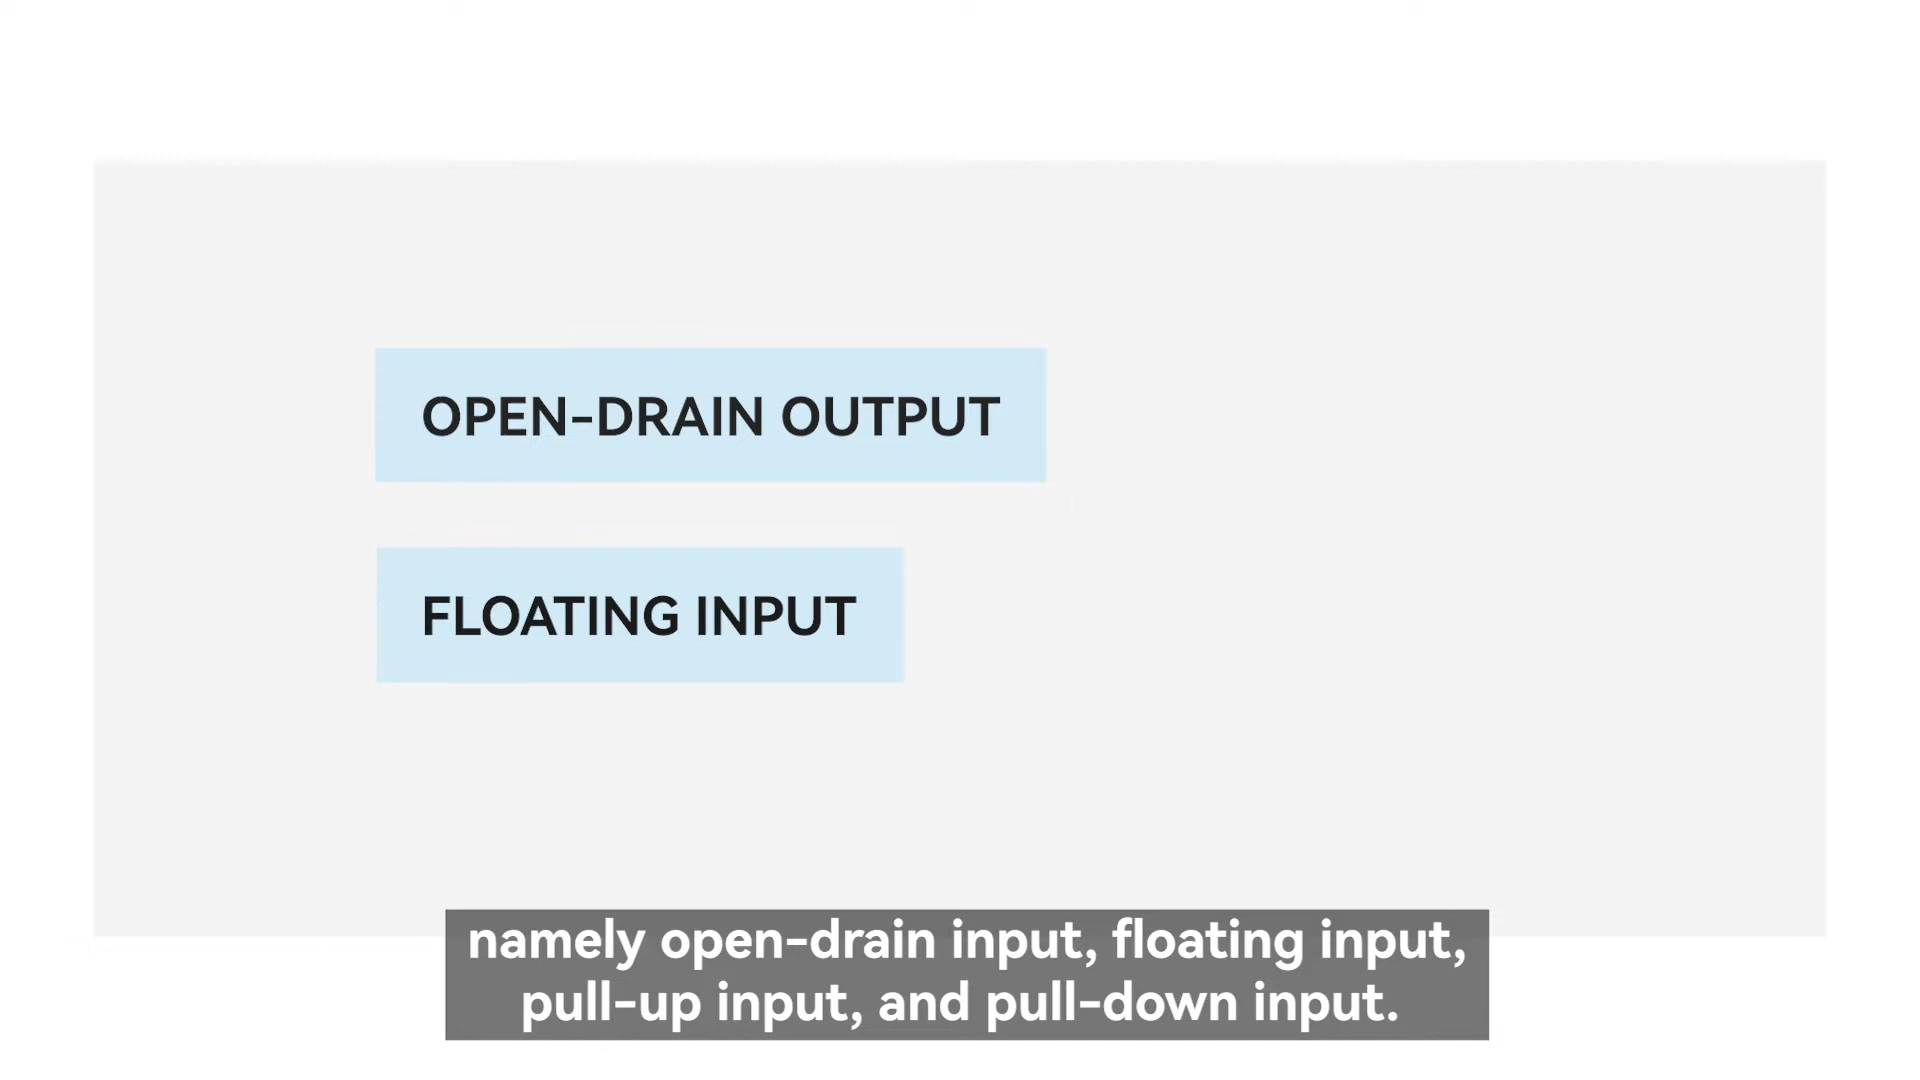 OPEN-DRAIN OUTPUT
FLOATING INPUT
namely open-drain input, floating input,
pull-up input, and pull-down input.